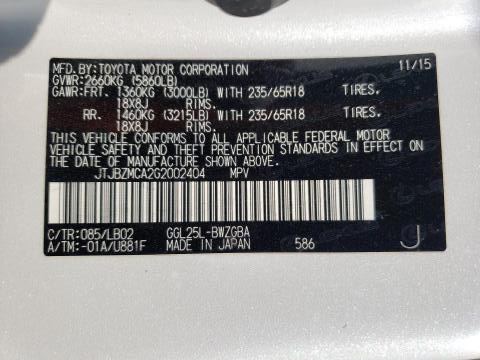 MFD.BY:TOYOTA MOTOR CORPORATION 11/15
GVWR:2660KG (5860LB)
GAWR:FRT. 1360KG (3000LB) WITH 235/65R18 TIRES.
18X8J RIMS.
RR. 1460KG (3215LB) WITH 235/65R18 TIRES.
18X8J RIMS.
THIS VEHICLE CONFORMS TO ALL APPLICABLE FEDERAL MOTOR
VEHICLE SAFETY AND THEFT PREVENTION STANDARDS IN EFFECT
ON THE DATE OF MANUFACTURE SHOWN ABOVE.
JTJBZMCA2G2002404 MPV
C/TR:085/LB02 GGL25L-BWZGBA
A/TM:-01A/U881F MADE IN JAPAN 586 J